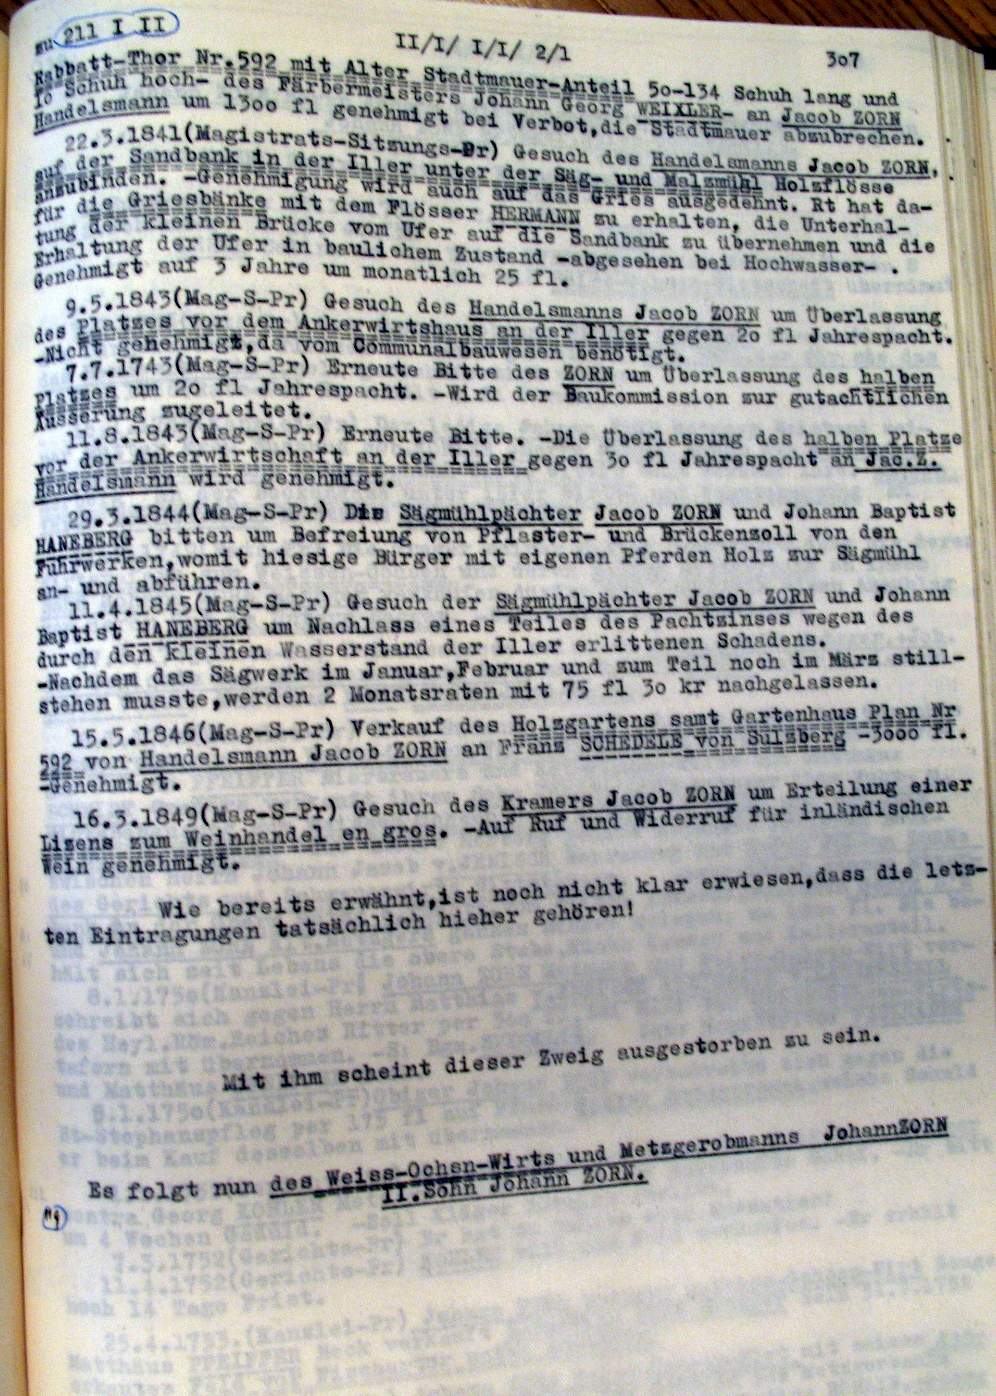 zu 211 I II
II/I/ I/I/ 2/1
307
Rabbatt-Thor Nr.592 mit Alter Stadtmauer-Anteil 50-134 Schuh lang und
10 Schuh hoch- des Färbermeisters Johann Georg WEIXLER- an Jacob ZORN
Handelsmann um 1300 fl genehmigt bei Verbot,die Stadtmauer abzubrechen.
22.3.1841(Magistrats-Sitzungs-Pr) Gesuch des Handelsmanns Jacob ZORN,
auf der Sandbank in der Iller unter der Säg- und Malzmühl Holzflösse
anzubinden. -Genehmigung wird auch auf das Gries ausgedehnt. Rt hat da-
für die Griesbänke mit dem Flösser HERMANN zu erhalten, die Unterhal-
tung der kleinen Brücke vom Ufer auf die Sandbank zu übernehmen und die
Erhaltung der Ufer in baulichem Zustand -abgesehen bei Hochwasser- .
Genehmigt auf 3 Jahre um monatlich 25 fl.
9.5.1843(Mag-S-Pr) Gesuch des Handelsmanns Jacob ZORN um Überlassung
des Platzes vor dem Ankerwirtshaus an der Iller gegen 20 fl Jahrespacht.
-Nicht genehmigt,da vom Communalbauwesen benötigt.
7.7.1743(Mag-S-Pr) Erneute Bitte des ZORN um Überlassung des halben
Platzes um 20 fl Jahrespacht. -Wird der Baukommission zur gutachtlichen
Äusserung zugeleitet.
11.8.1843(Mag-S-Pr) Erneute Bitte. -Die Überlassung des halben Platze
vor der Ankerwirtschaft an der Iller gegen 30 fl Jahrespacht an Jac.Z.
Handelsmann wird genehmigt.
29.3.1844(Mag-S-Pr) Die Sägmühlpächter Jacob ZORN und Johann Baptist
HANEBERG bitten um Befreiung von Pflaster- und Brückenzoll von den
Fuhrwerken,womit hiesige Bürger mit eigenen Pferden Holz zur Sägmühl
an- und abführen.
11.4.1845(Mag-S-Pr) Gesuch der Sägmühlpächter Jacob ZORN und Johann
Baptist HANEBERG um Nachlass eines Teiles des Pachtzinses wegen des
durch den kleinen Wasserstand der Iller erlittenen Schadens.
-Nachdem das Sägwerk im Januar,Februar und zum Teil noch im März still-
stehen musste,werden 2 Monatsraten mit 75 fl 30 kr nachgelassen.
15.5.1846(Mag-S-Pr) Verkauf des Holzgartens samt Gartenhaus Plan Nr
592 von Handelsmann Jacob ZORN an Franz SCHEDELE von Sulzberg -3000 fl.
-Genehmigt.
16.3.1849(Mag-S-Pr) Gesuch des Kramers Jacob ZORN um Erteilung einer
Lizens zum Weinhandel en gros. -Auf Ruf und Widerruf für inländischen
Wein genehmigt.
Wie bereits erwähnt,ist noch nicht klar erwiesen,dass die letz-
ten Eintragungen tatsächlich hieher gehören!
Mit ihm scheint dieser Zweig ausgestorben zu sein.
Es folgt nun des Weiss-Ochsn-Wirts und Metzgerobmanns JohannZORN
II.Sohn Johann ZORN.